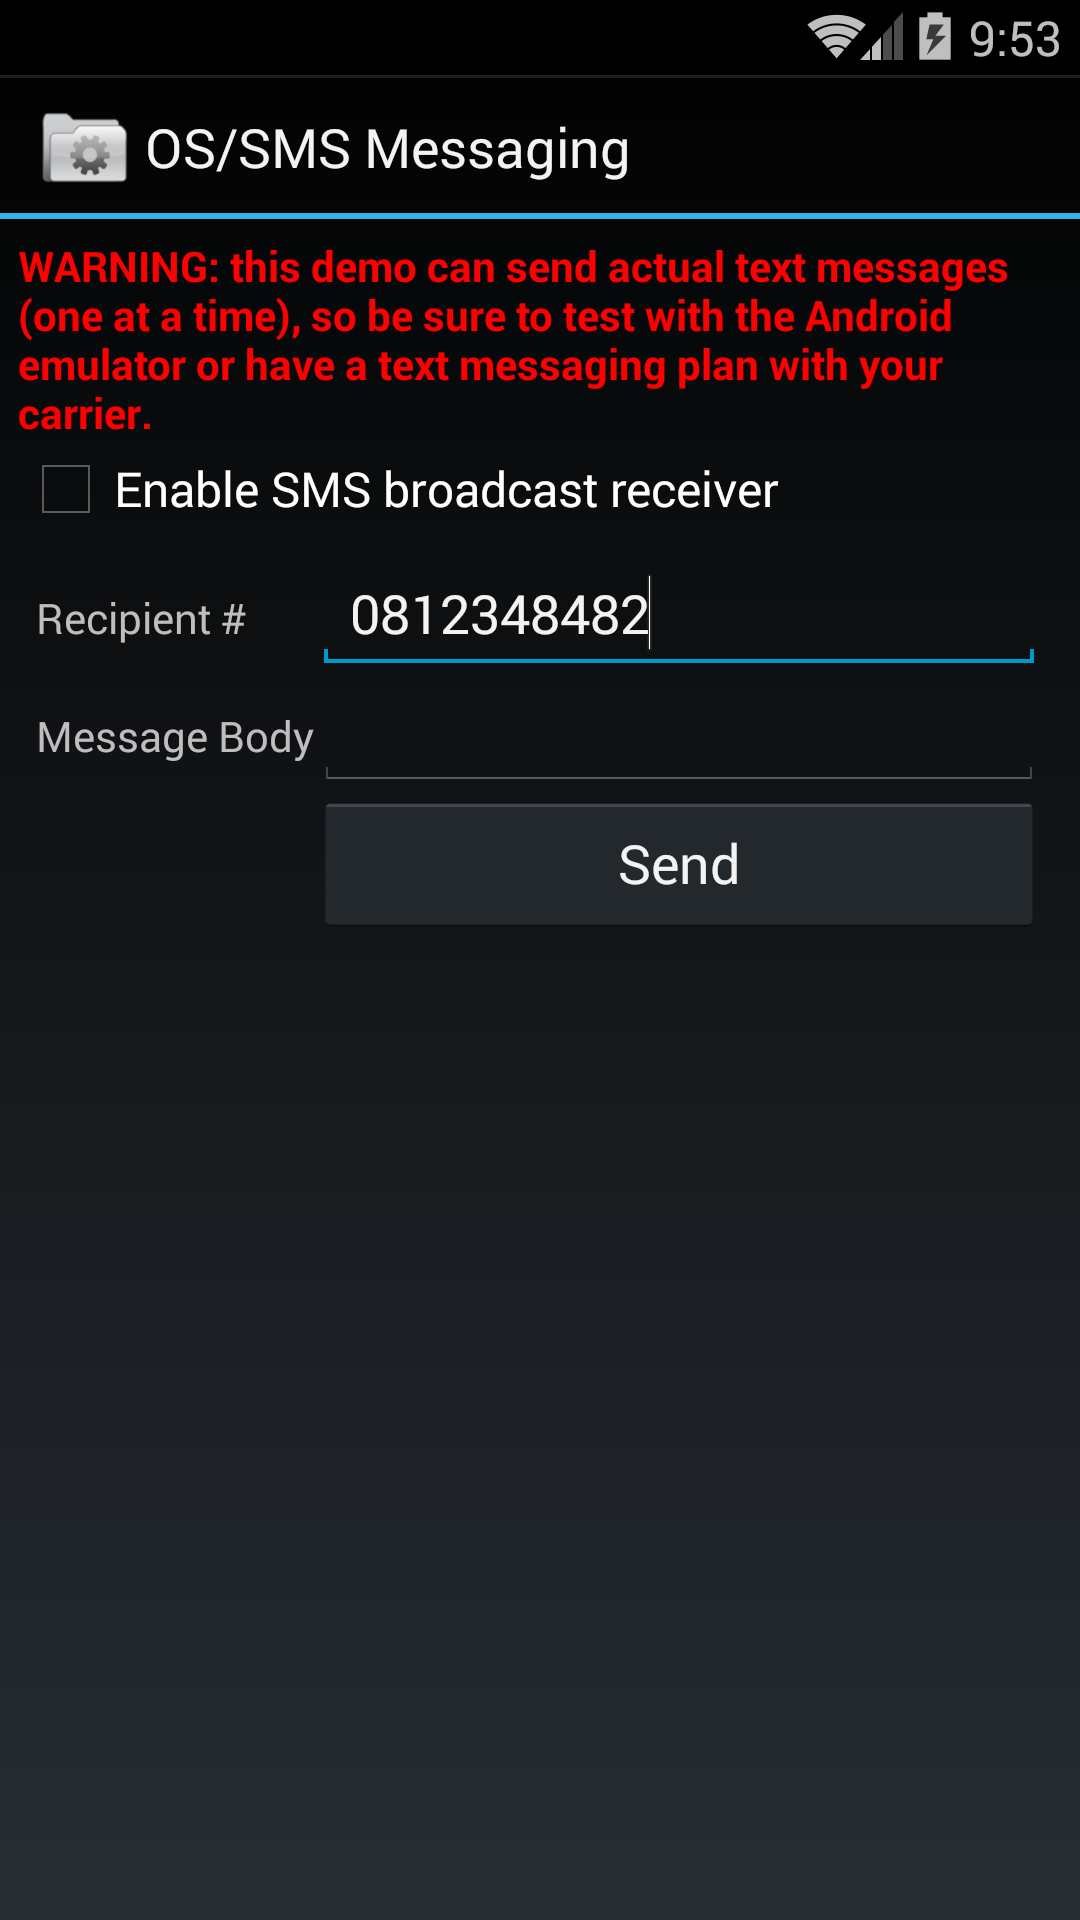 9:53
OS/SMS Messaging
WARNING: this demo can send actual text messages
(one at a time), so be sure to test with the Android
emulator or have a text messaging plan with your
carrier.
Enable SMS broadcast receiver
Recipient # 0812348482
Message Body
Send